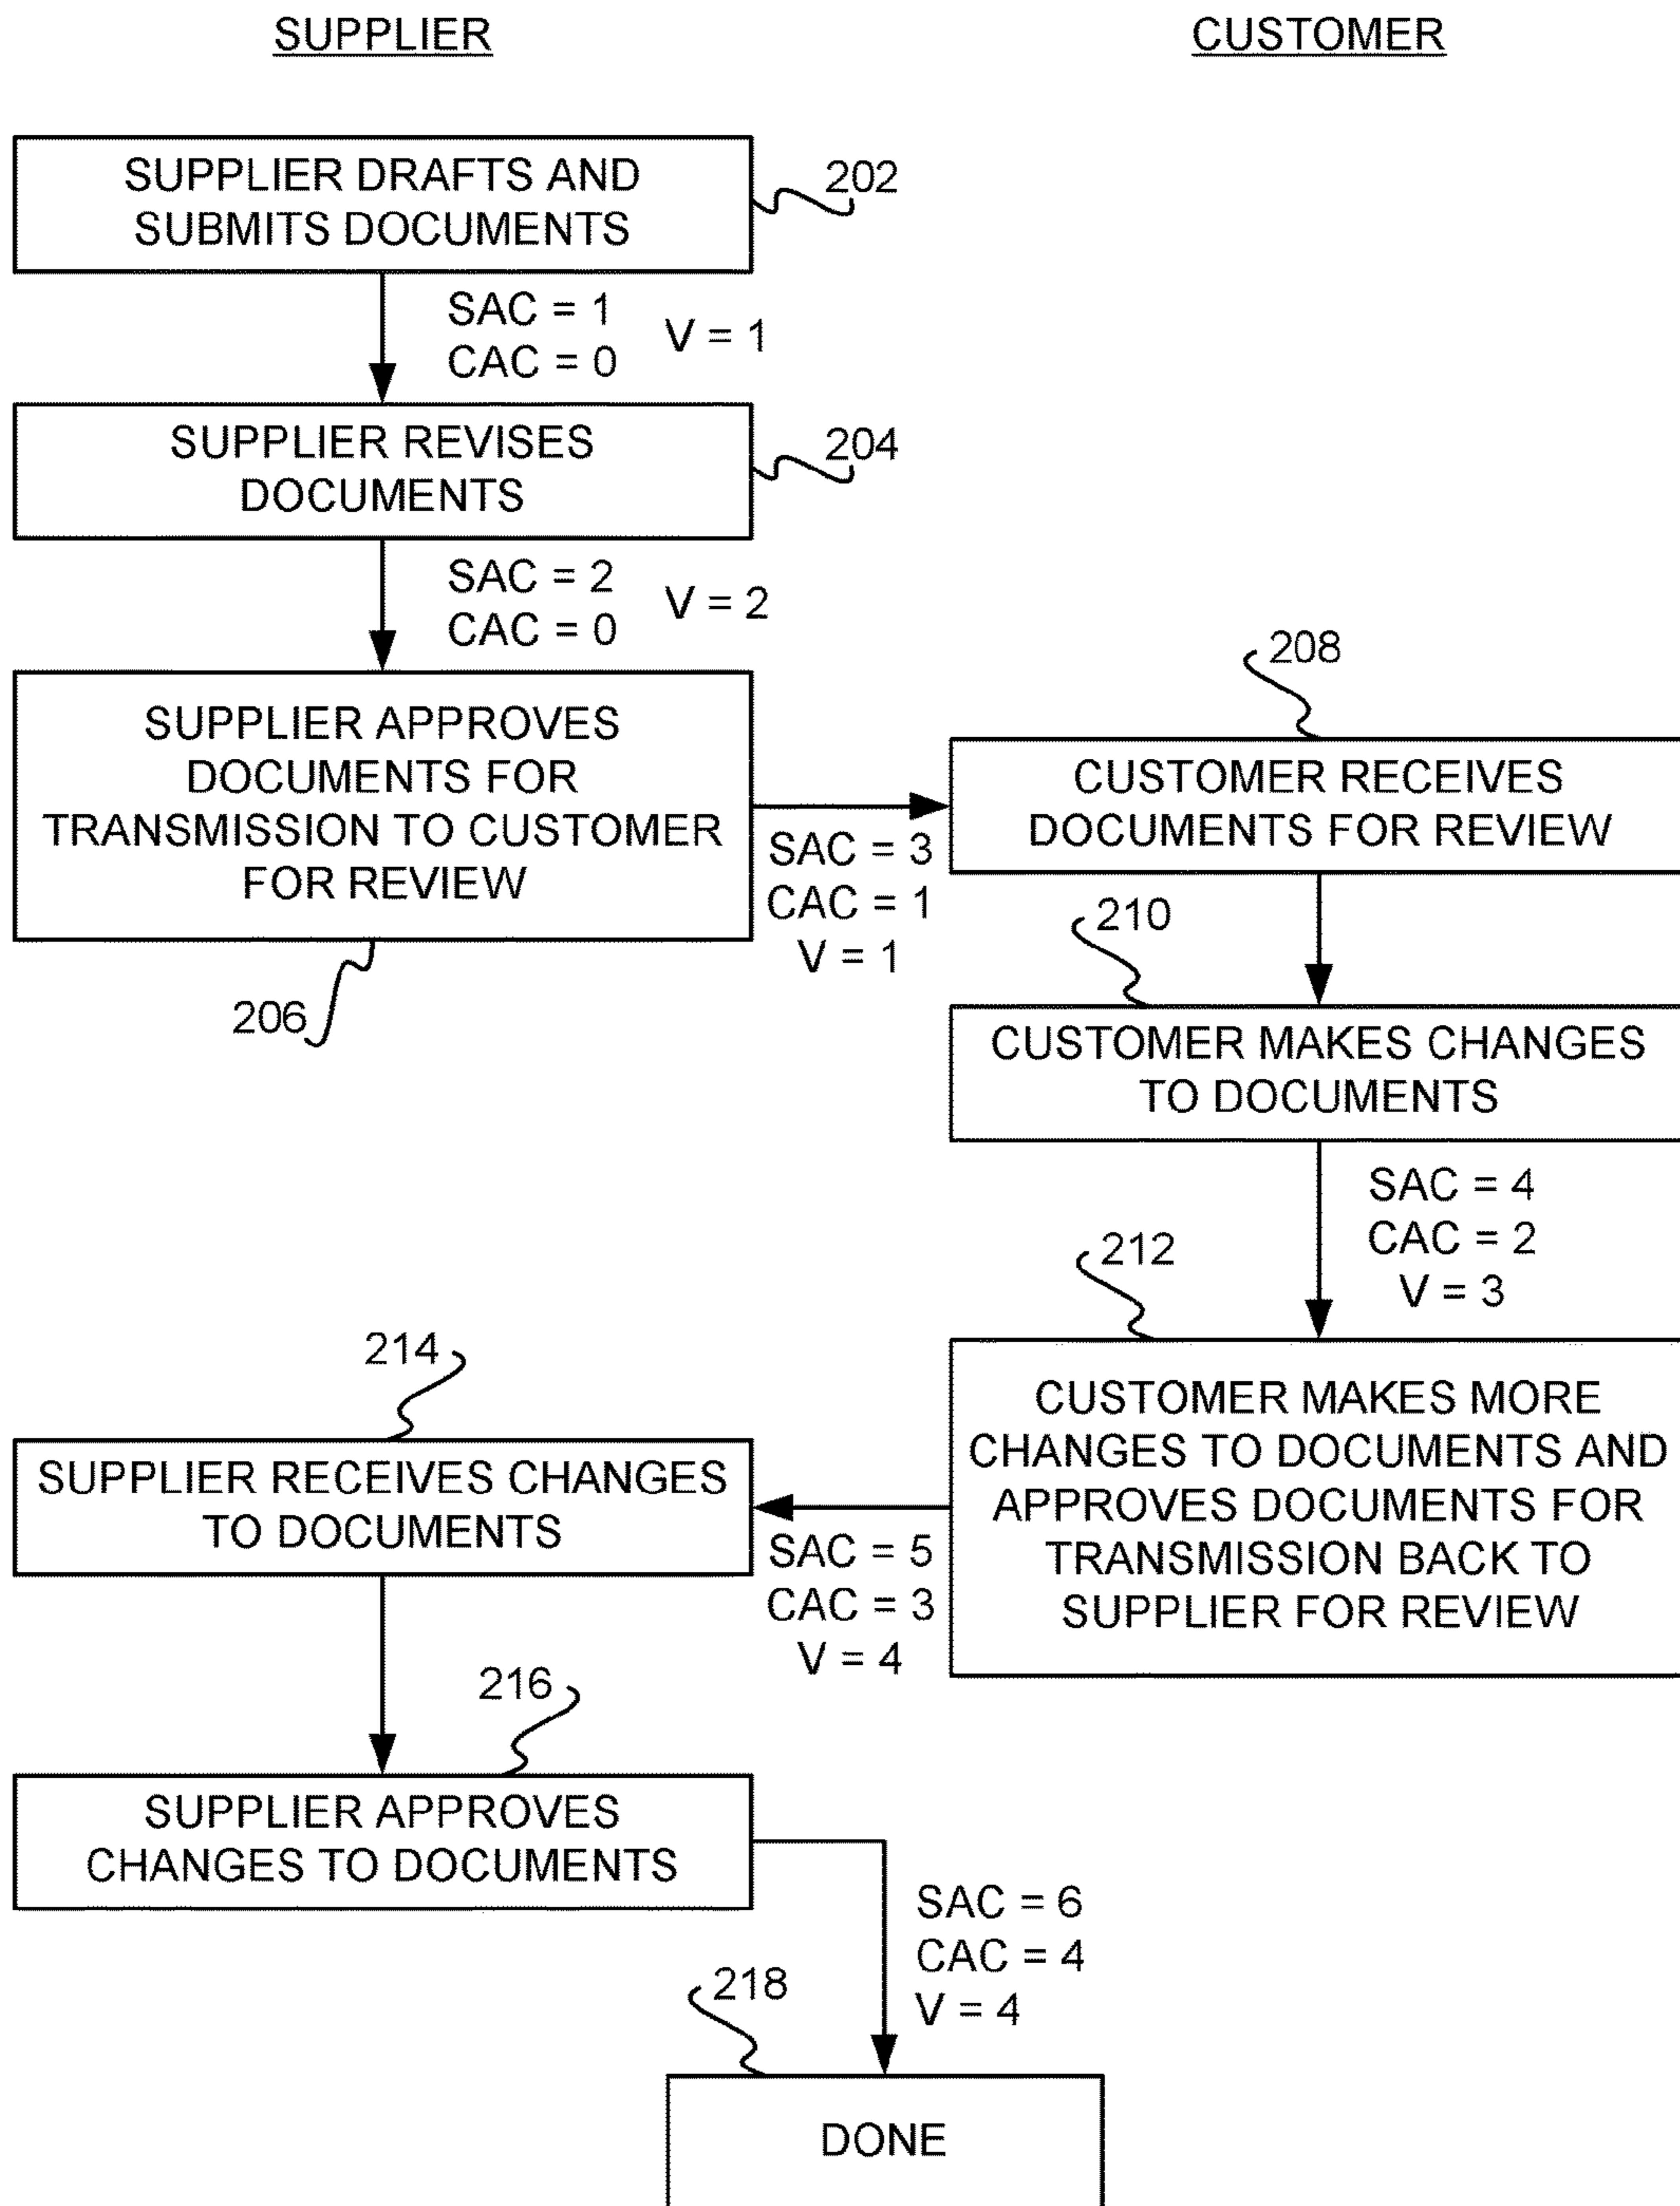 SUPPLIER
CUSTOMER
SUPPLIER DRAFTS AND
SUBMITS DOCUMENTS
202
SAC = 1
CAC = 0
V = 1
SUPPLIER REVISES
DOCUMENTS
204
SAC = 2
CAC = 0
V = 2
SUPPLIER APPROVES
DOCUMENTS FOR
TRANSMISSION TO CUSTOMER
FOR REVIEW
206
SAC = 3
CAC = 1
V = 1
208
CUSTOMER RECEIVES
DOCUMENTS FOR REVIEW
210
CUSTOMER MAKES CHANGES
TO DOCUMENTS
SAC = 4
CAC = 2
V = 3
212
CUSTOMER MAKES MORE
CHANGES TO DOCUMENTS AND
APPROVES DOCUMENTS FOR
TRANSMISSION BACK TO
SUPPLIER FOR REVIEW
SAC = 5
CAC = 3
V = 4
214
SUPPLIER RECEIVES CHANGES
TO DOCUMENTS
216
SUPPLIER APPROVES
CHANGES TO DOCUMENTS
SAC = 6
CAC = 4
V = 4
218
DONE